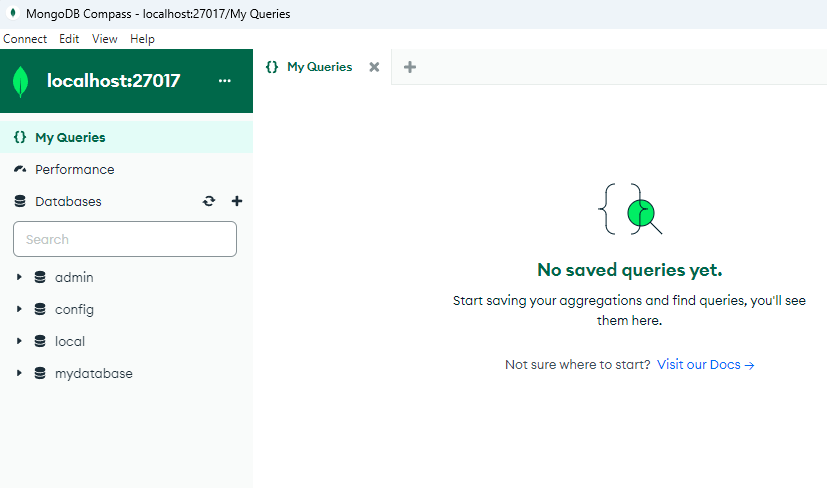 MongoDB Compass - localhost:27017/My Queries
Connect Edit View Help
localhost:27017 ...
My Queries
My Queries
Performance
Databases
Search
admin
config
local
mydatabase
No saved queries yet.
Start saving your aggregations and find queries, you'll see
them here.
Not sure where to start? Visit our Docs →